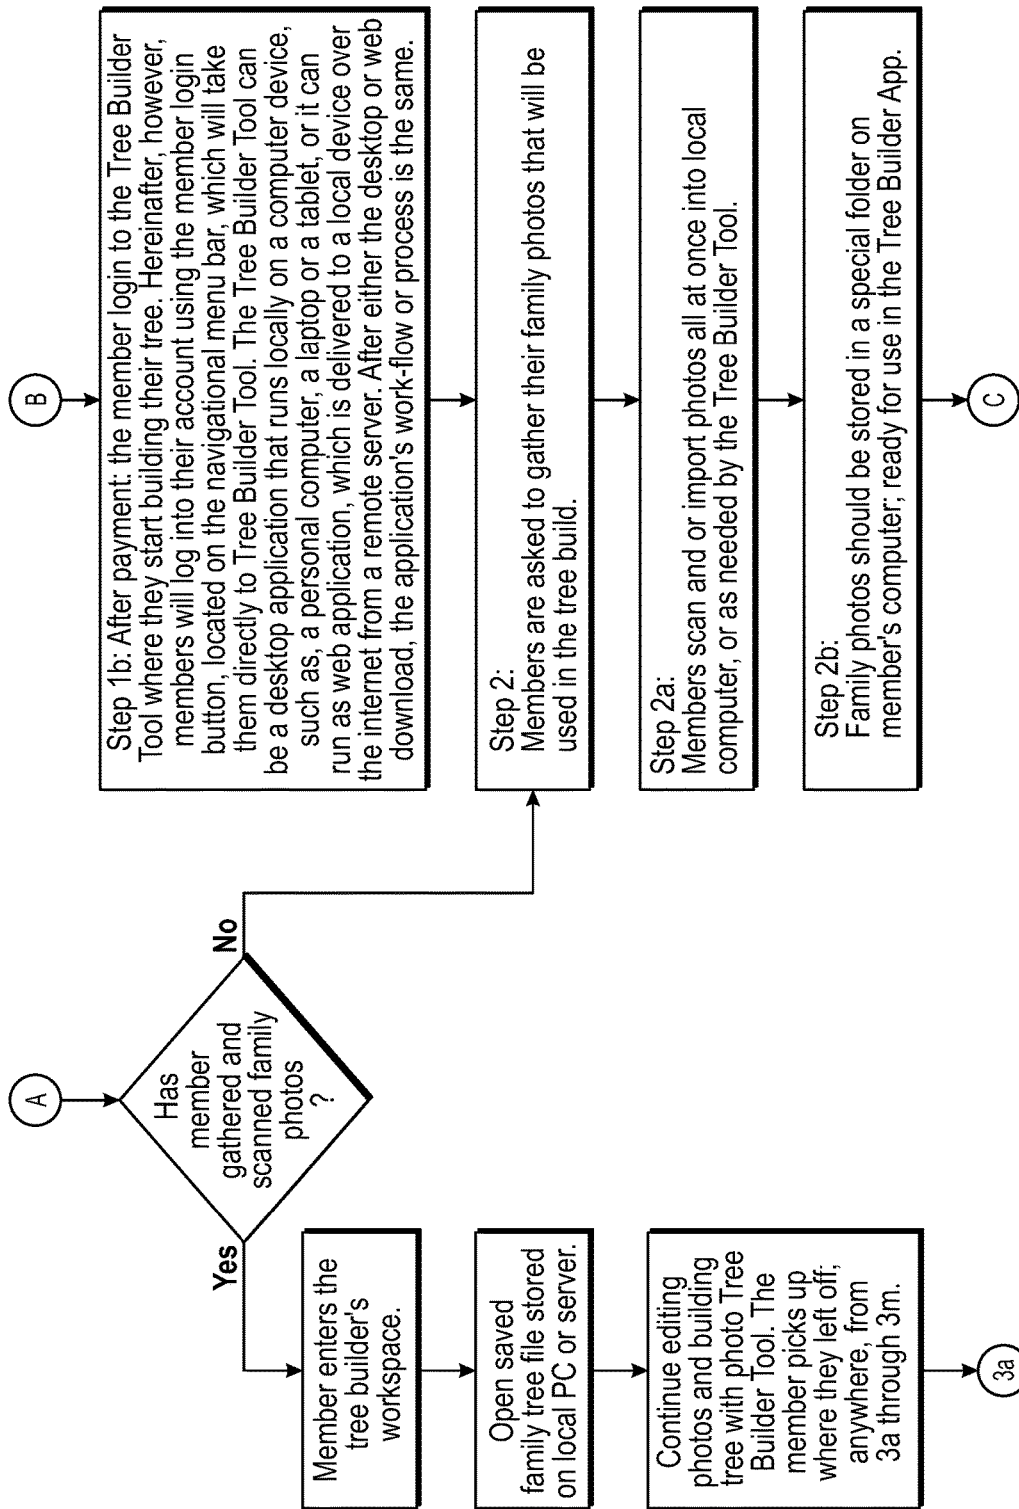 A
Has
member
gathered and
scanned family
photos
?
Yes
No
Member enters the
tree builder's
workspace.
Open saved
family tree file stored
on local PC or server.
Continue editing
photos and building
tree with photo Tree
Builder Tool. The
member picks up
where they left off;
anywhere, from
3a through 3m.
3a
B
Step 1b: After payment: the member login to the Tree Builder
Tool where they start building their tree. Hereinafter, however,
members will log into their account using the member login
button, located on the navigational menu bar, which will take
them directly to Tree Builder Tool. The Tree Builder Tool can
be a desktop application that runs locally on a computer device,
such as, a personal computer, a laptop or a tablet, or it can
run as web application, which is delivered to a local device over
the internet from a remote server. After either the desktop or web
download, the application's work-flow or process is the same.
Step 2:
Members are asked to gather their family photos that will be
used in the tree build.
Step 2a:
Members scan and or import photos all at once into local
computer, or as needed by the Tree Builder Tool.
Step 2b:
Family photos should be stored in a special folder on
member's computer; ready for use in the Tree Builder App.
C